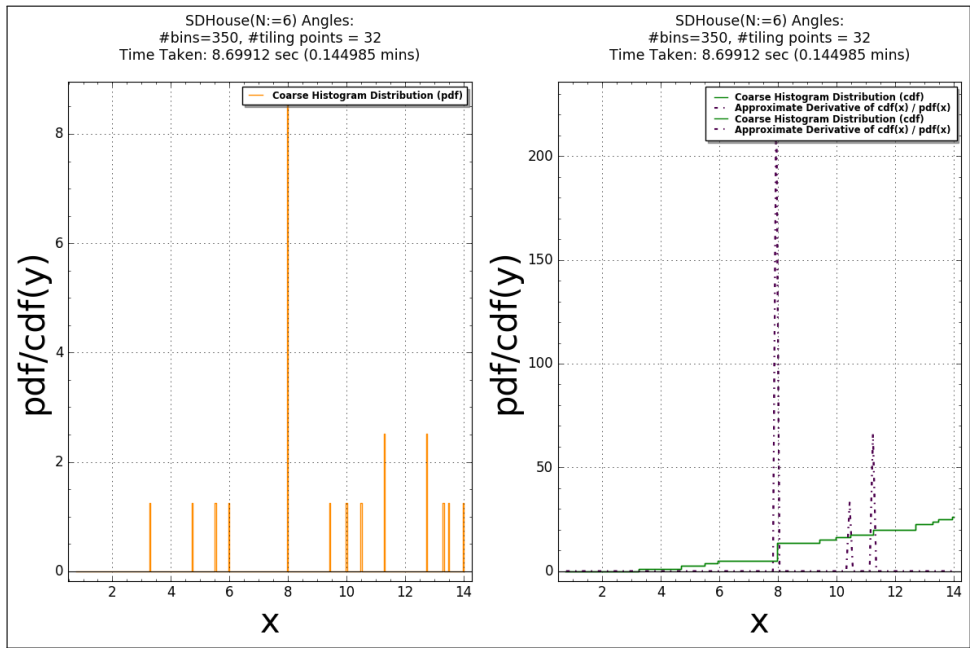 SDHouse(N:=6) Angles:
#bins=350, #tiling points = 32
Time Taken: 8.69912 sec (0.144985 mins)
Coarse Histogram Distribution (pdf)
8
6
4
2
0
pdf/cdf(y)
2 4 6 8 10 12 14
x
SDHouse(N:=6) Angles:
#bins=350, #tiling points = 32
Time Taken: 8.69912 sec (0.144985 mins)
Coarse Histogram Distribution (cdf)
Approximate Derivative of cdf(x) / pdf(x)
Coarse Histogram Distribution (cdf)
Approximate Derivative of cdf(x) / pdf(x)
200
150
100
50
0
pdf/cdf(y)
2 4 6 8 10 12 14
x